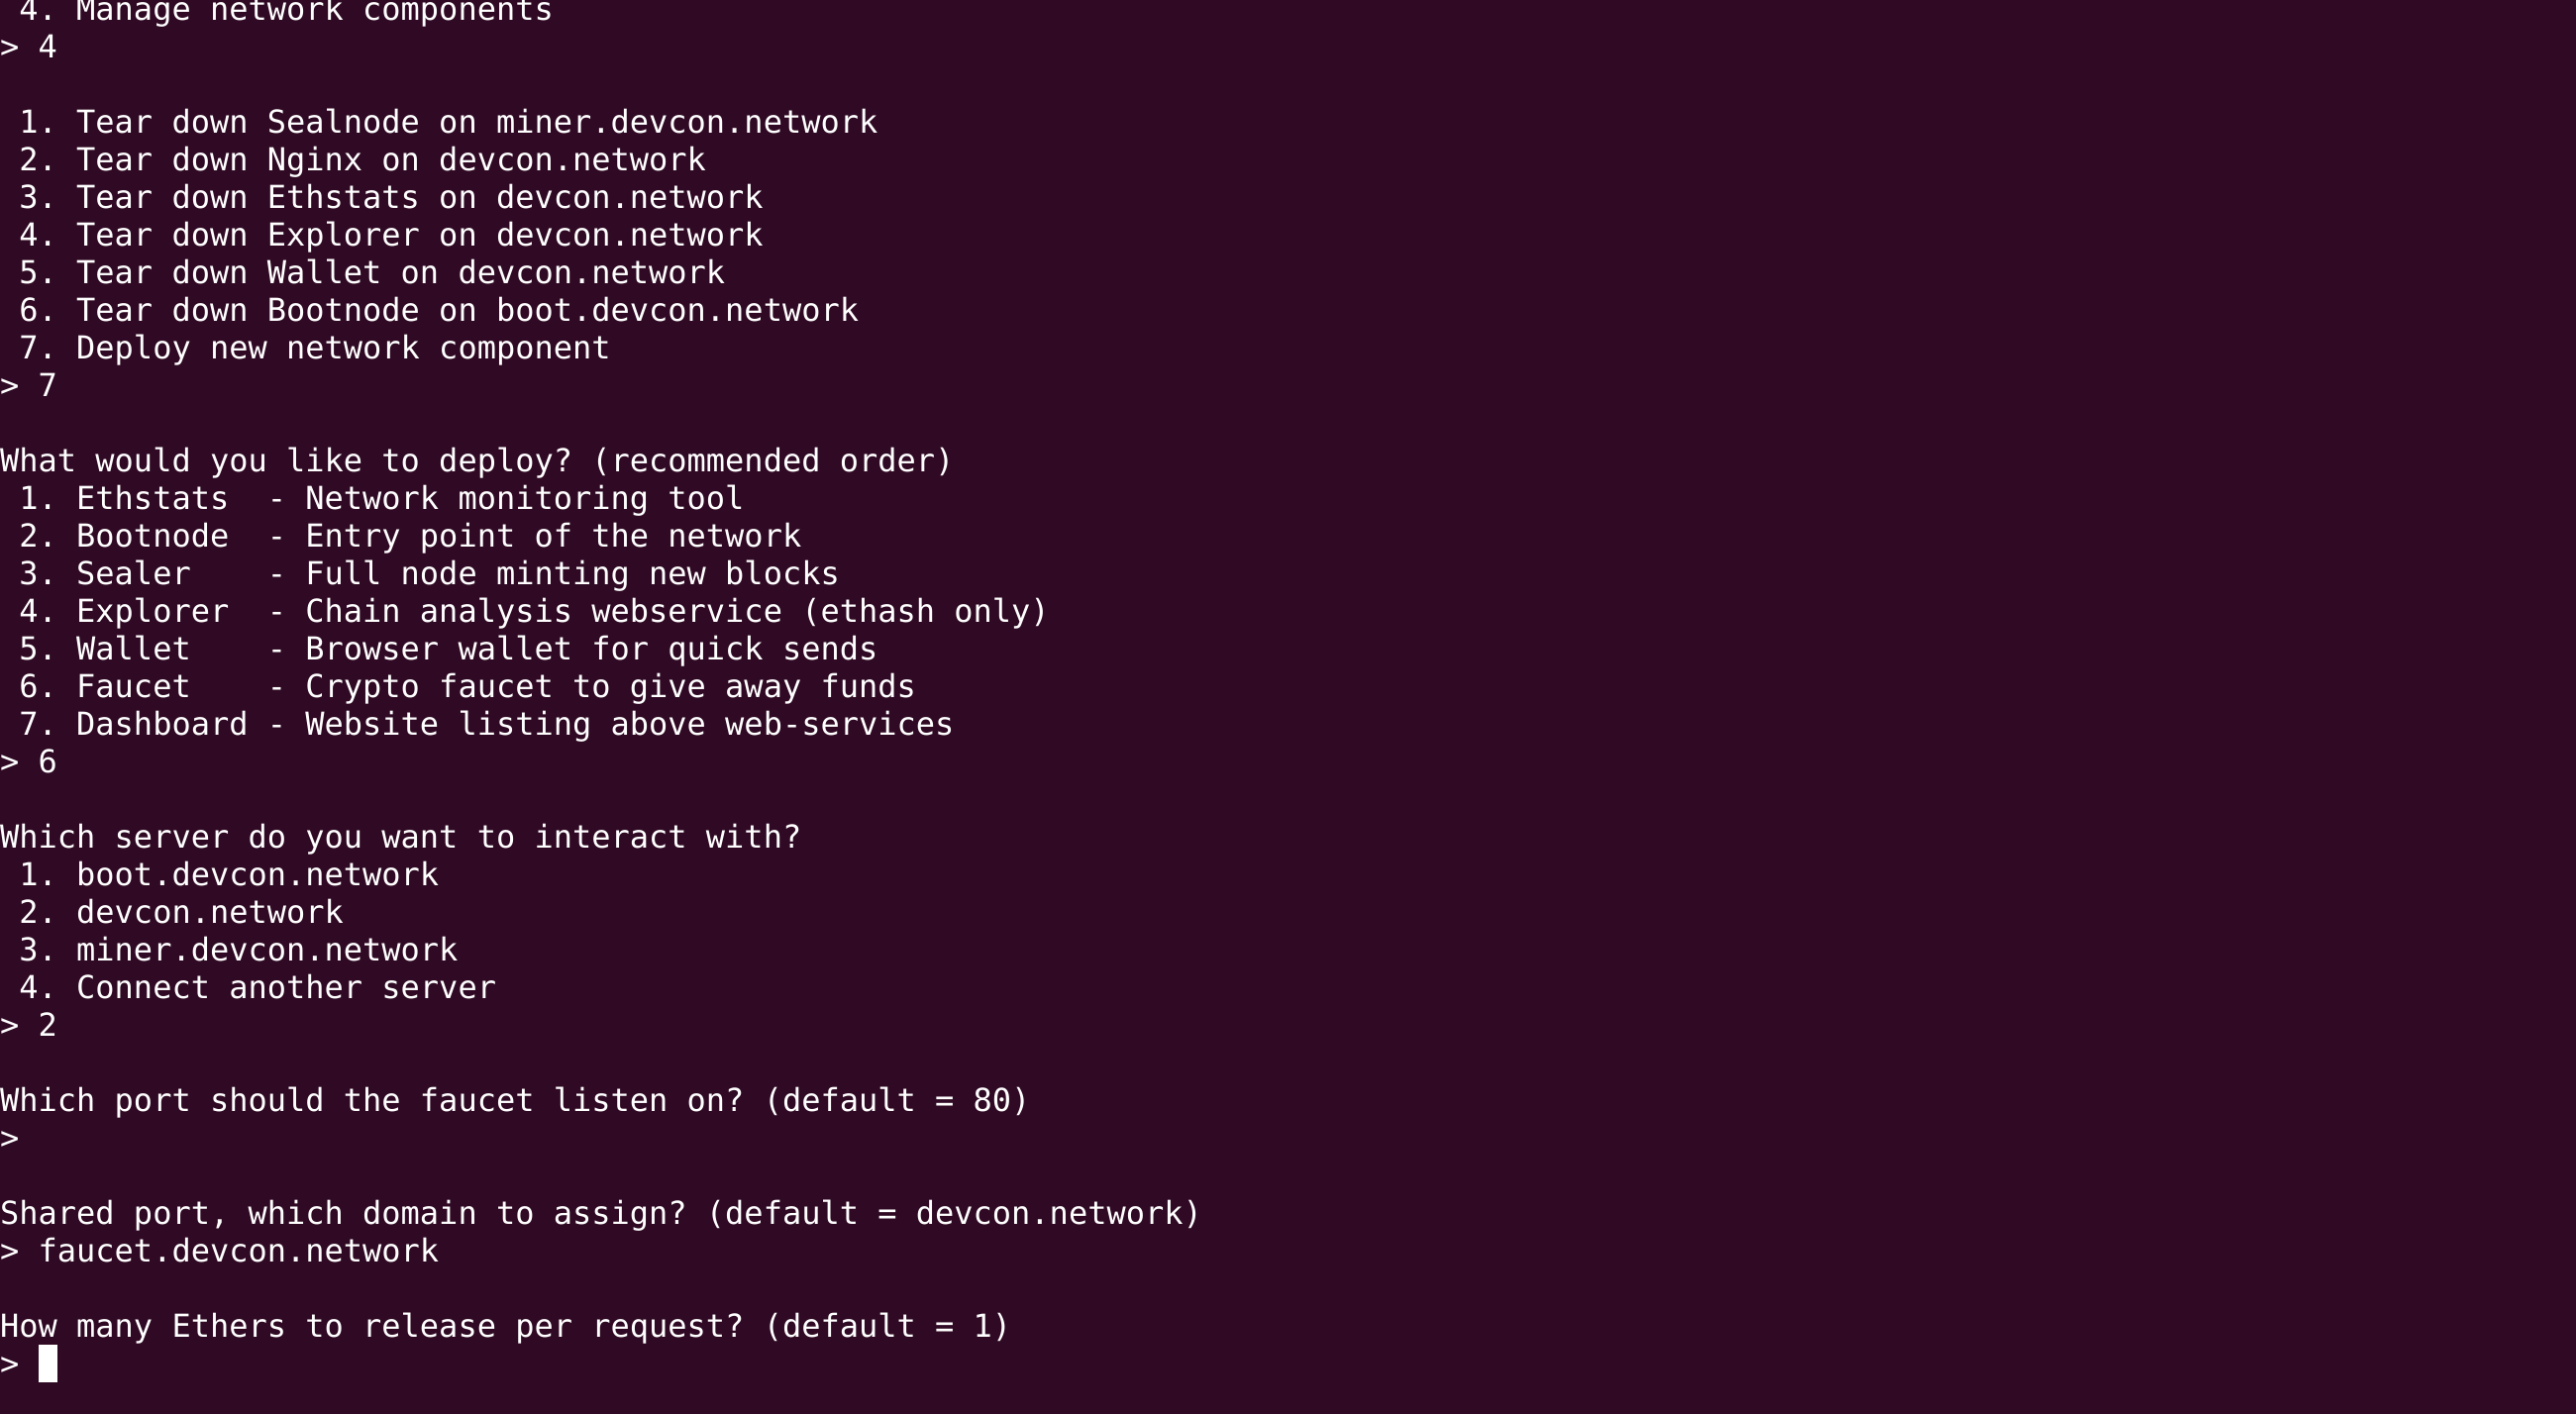 4. Manage network components
> 4
1. Tear down Sealnode on miner.devcon.network
2. Tear down Nginx on devcon.network
3. Tear down Ethstats on devcon.network
4. Tear down Explorer on devcon.network
5. Tear down Wallet on devcon.network
6. Tear down Bootnode on boot.devcon.network
7. Deploy new network component
> 7
What would you like to deploy? (recommended order)
1. Ethstats  - Network monitoring tool
2. Bootnode  - Entry point of the network
3. Sealer    - Full node minting new blocks
4. Explorer  - Chain analysis webservice (ethash only)
5. Wallet    - Browser wallet for quick sends
6. Faucet    - Crypto faucet to give away funds
7. Dashboard - Website listing above web-services
> 6
Which server do you want to interact with?
1. boot.devcon.network
2. devcon.network
3. miner.devcon.network
4. Connect another server
> 2
Which port should the faucet listen on? (default = 80)
>
Shared port, which domain to assign? (default = devcon.network)
> faucet.devcon.network
How many Ethers to release per request? (default = 1)
>